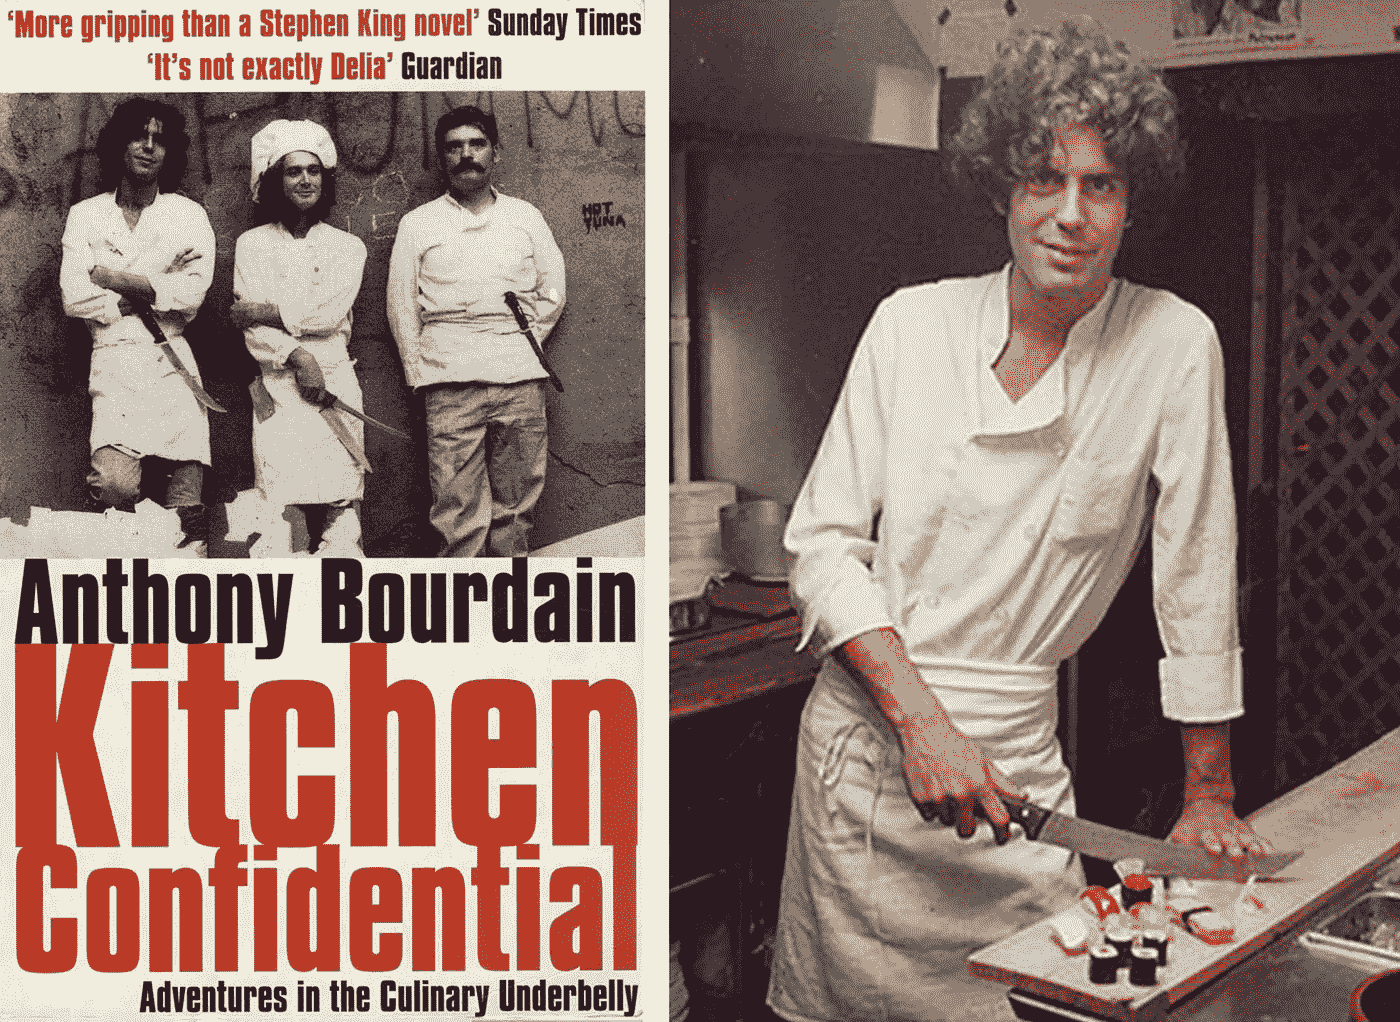 ‘More gripping than a Stephen King novel’ Sunday Times
‘It’s not exactly Delia’ Guardian
HOT
TUNA
Anthony Bourdain
Kitchen
Confidential
Adventures in the Culinary Underbelly